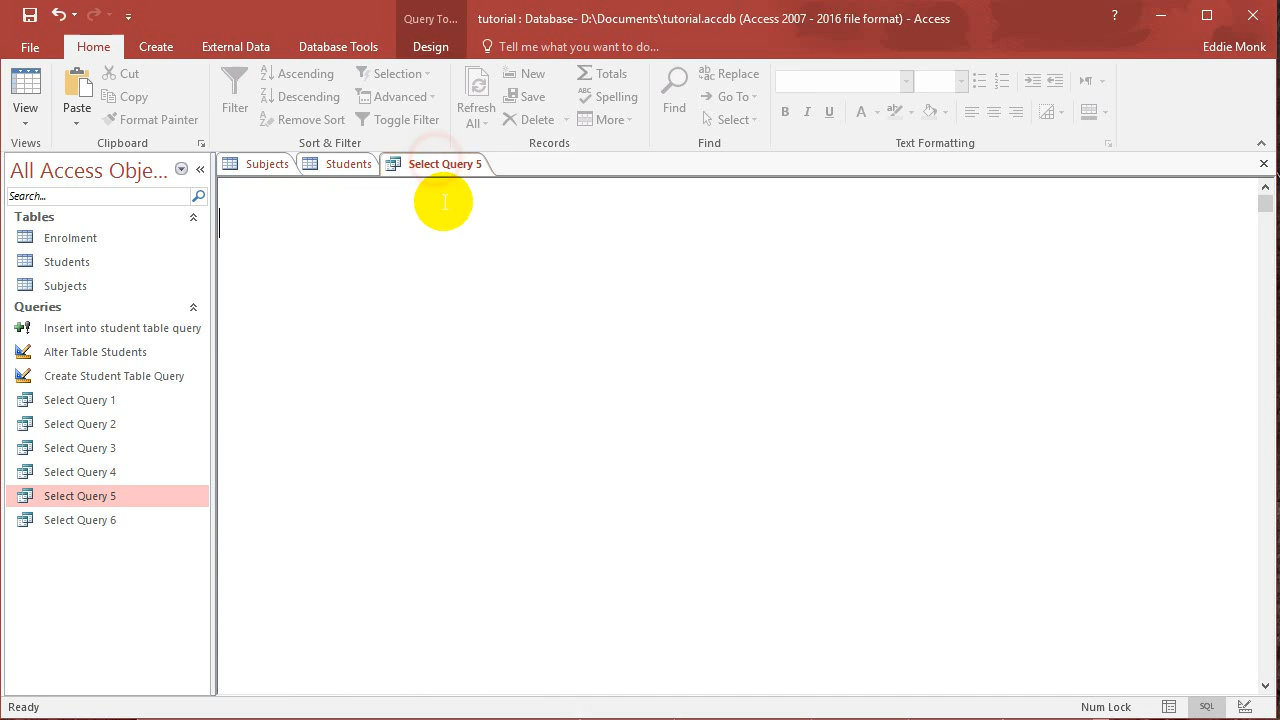 Query To...
tutorial : Database- D:\Documents\tutorial.accdb (Access 2007 - 2016 file format) - Access
?
File
Home
Create
External Data
Database Tools
Design
Tell me what you want to do...
Eddie Monk
View
Views
Paste
Cut
Copy
Format Painter
Clipboard
Filter
Ascending
Descending
Sort
Selection
Advanced
Toggle Filter
Sort & Filter
Refresh
All
New
Save
Delete
Totals
Spelling
More
Records
Find
Replace
Go To
Select
Find
B I U A
Text Formatting
All Access Obje...
Search...
Tables
Enrolment
Students
Subjects
Queries
Insert into student table query
Alter Table Students
Create Student Table Query
Select Query 1
Select Query 2
Select Query 3
Select Query 4
Select Query 5
Select Query 6
Subjects
Students
Select Query 5
Ready
Num Lock
SQL